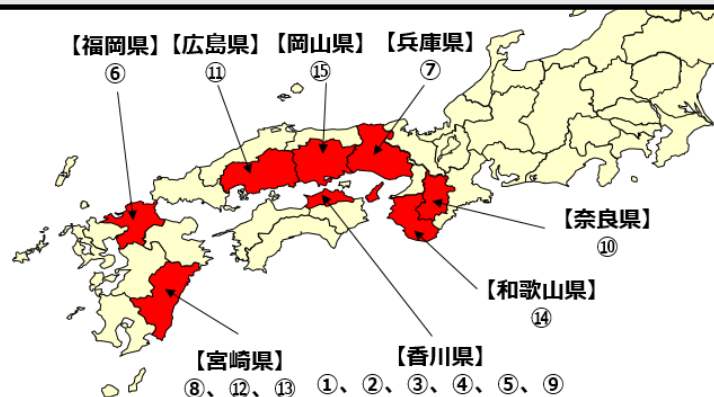 【福岡県】【広島県】【岡山県】【兵庫県】
⑥ ⑪ ⑮ ⑦
【奈良県】
⑩
【和歌山県】
⑭
【宮崎県】
⑧、⑫、⑬
【香川県】
①、②、③、④、⑤、⑨